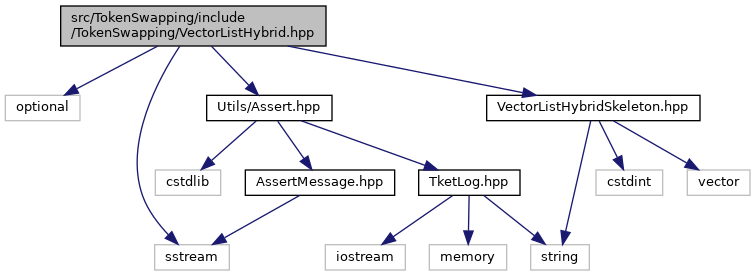 src/TokenSwapping/include
/TokenSwapping/VectorListHybrid.hpp
optional
Utils/Assert.hpp
VectorListHybridSkeleton.hpp
cstdlib
AssertMessage.hpp
TketLog.hpp
cstdint
vector
sstream
iostream
memory
string